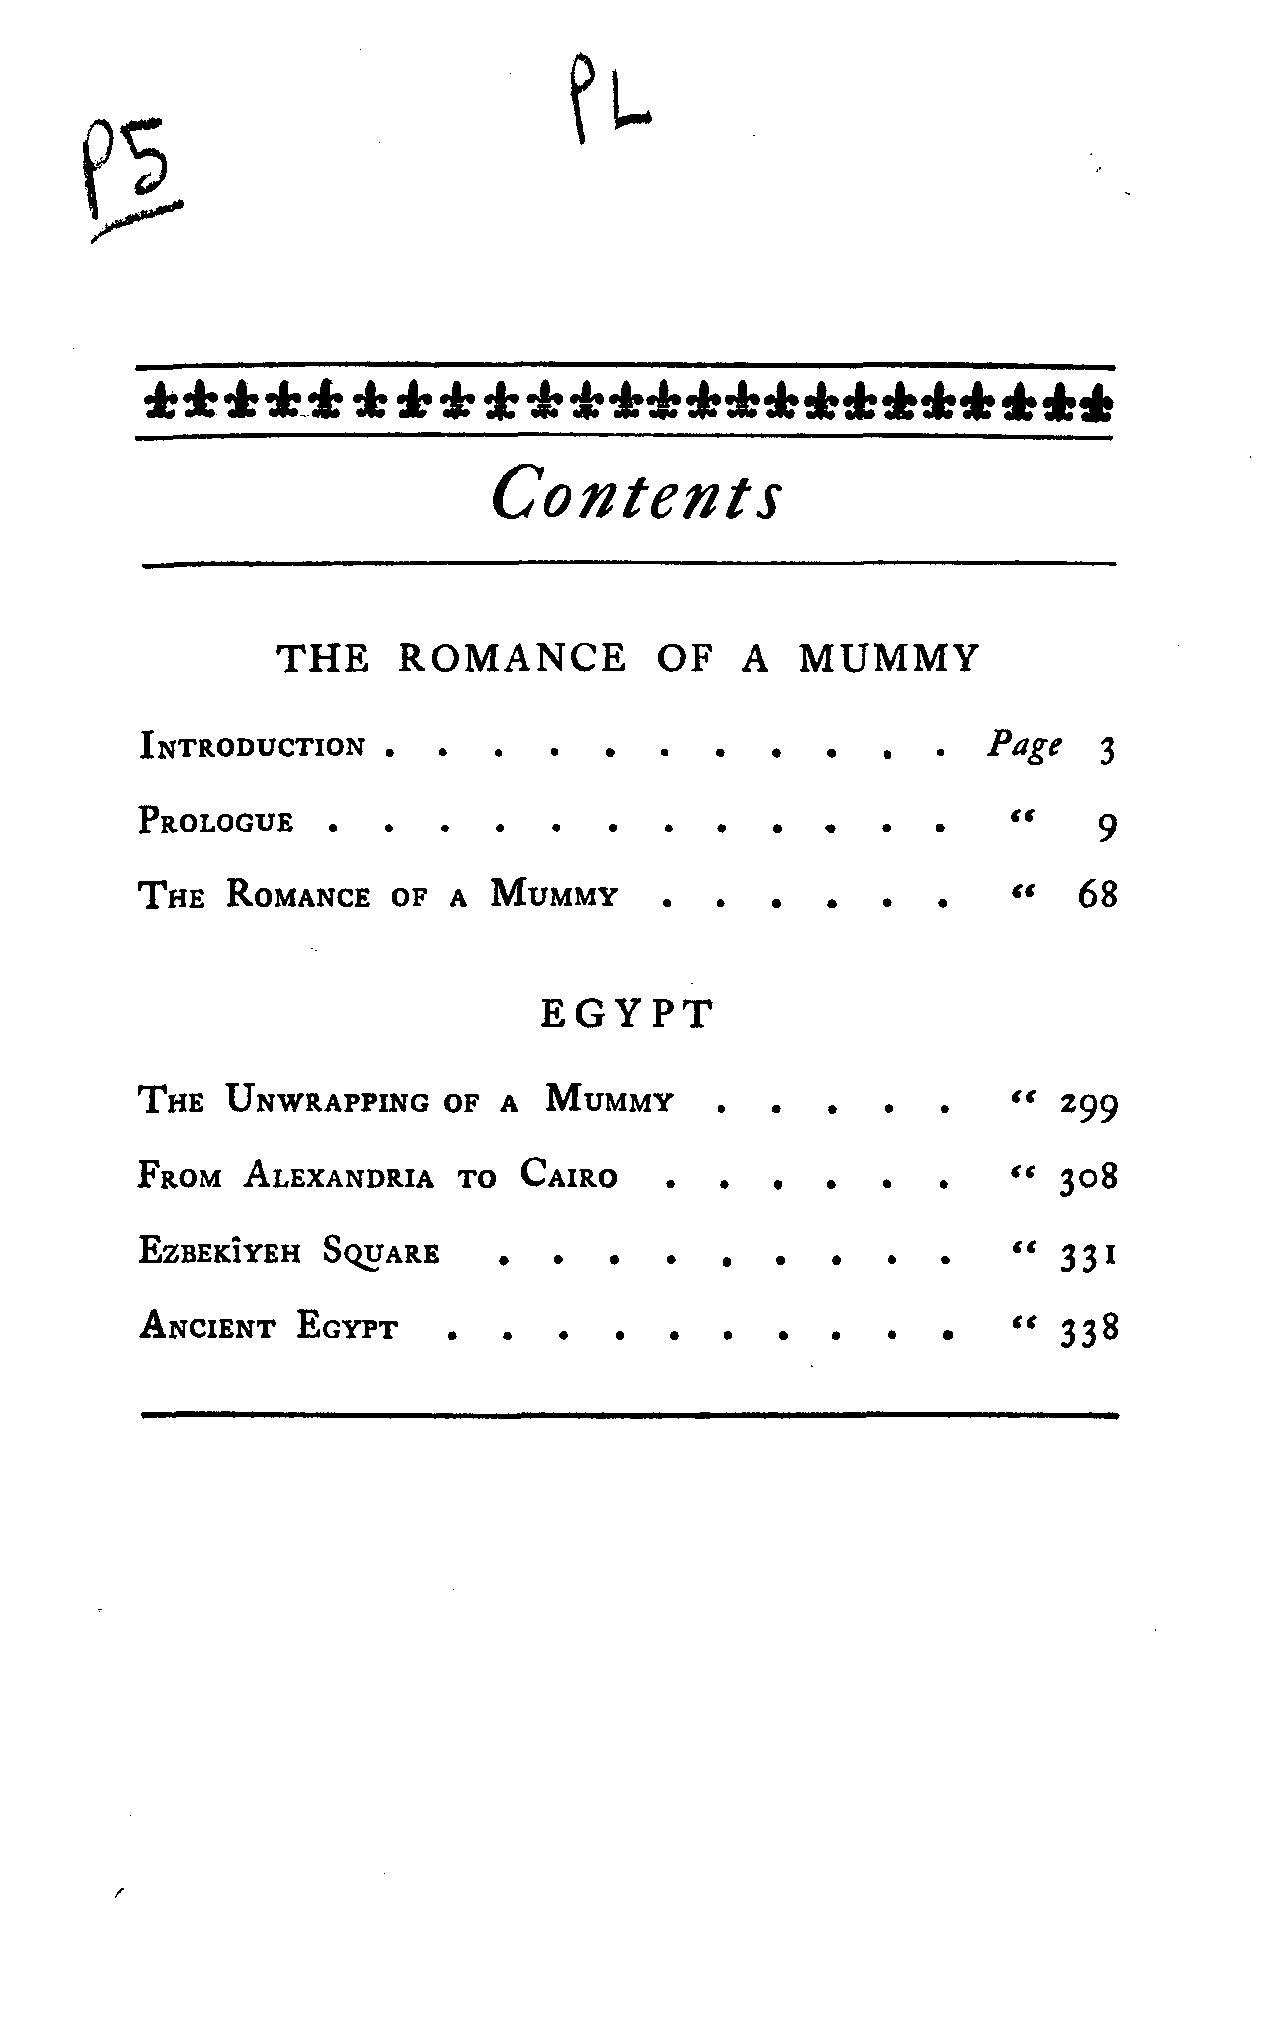 PL
P5
Contents
THE ROMANCE OF A MUMMY
INTRODUCTION . . . . . . . . . . . Page 3
PROLOGUE . . . . . . . . . . . . “ 9
THE ROMANCE OF A MUMMY . . . . . . “ 68
EGYPT
THE UNWRAPPING OF A MUMMY . . . . . “ 299
FROM ALEXANDRIA TO CAIRO . . . . . . “ 308
EZBEKÎYEH SQUARE . . . . . . . . . “ 331
ANCIENT EGYPT . . . . . . . . . . “ 338